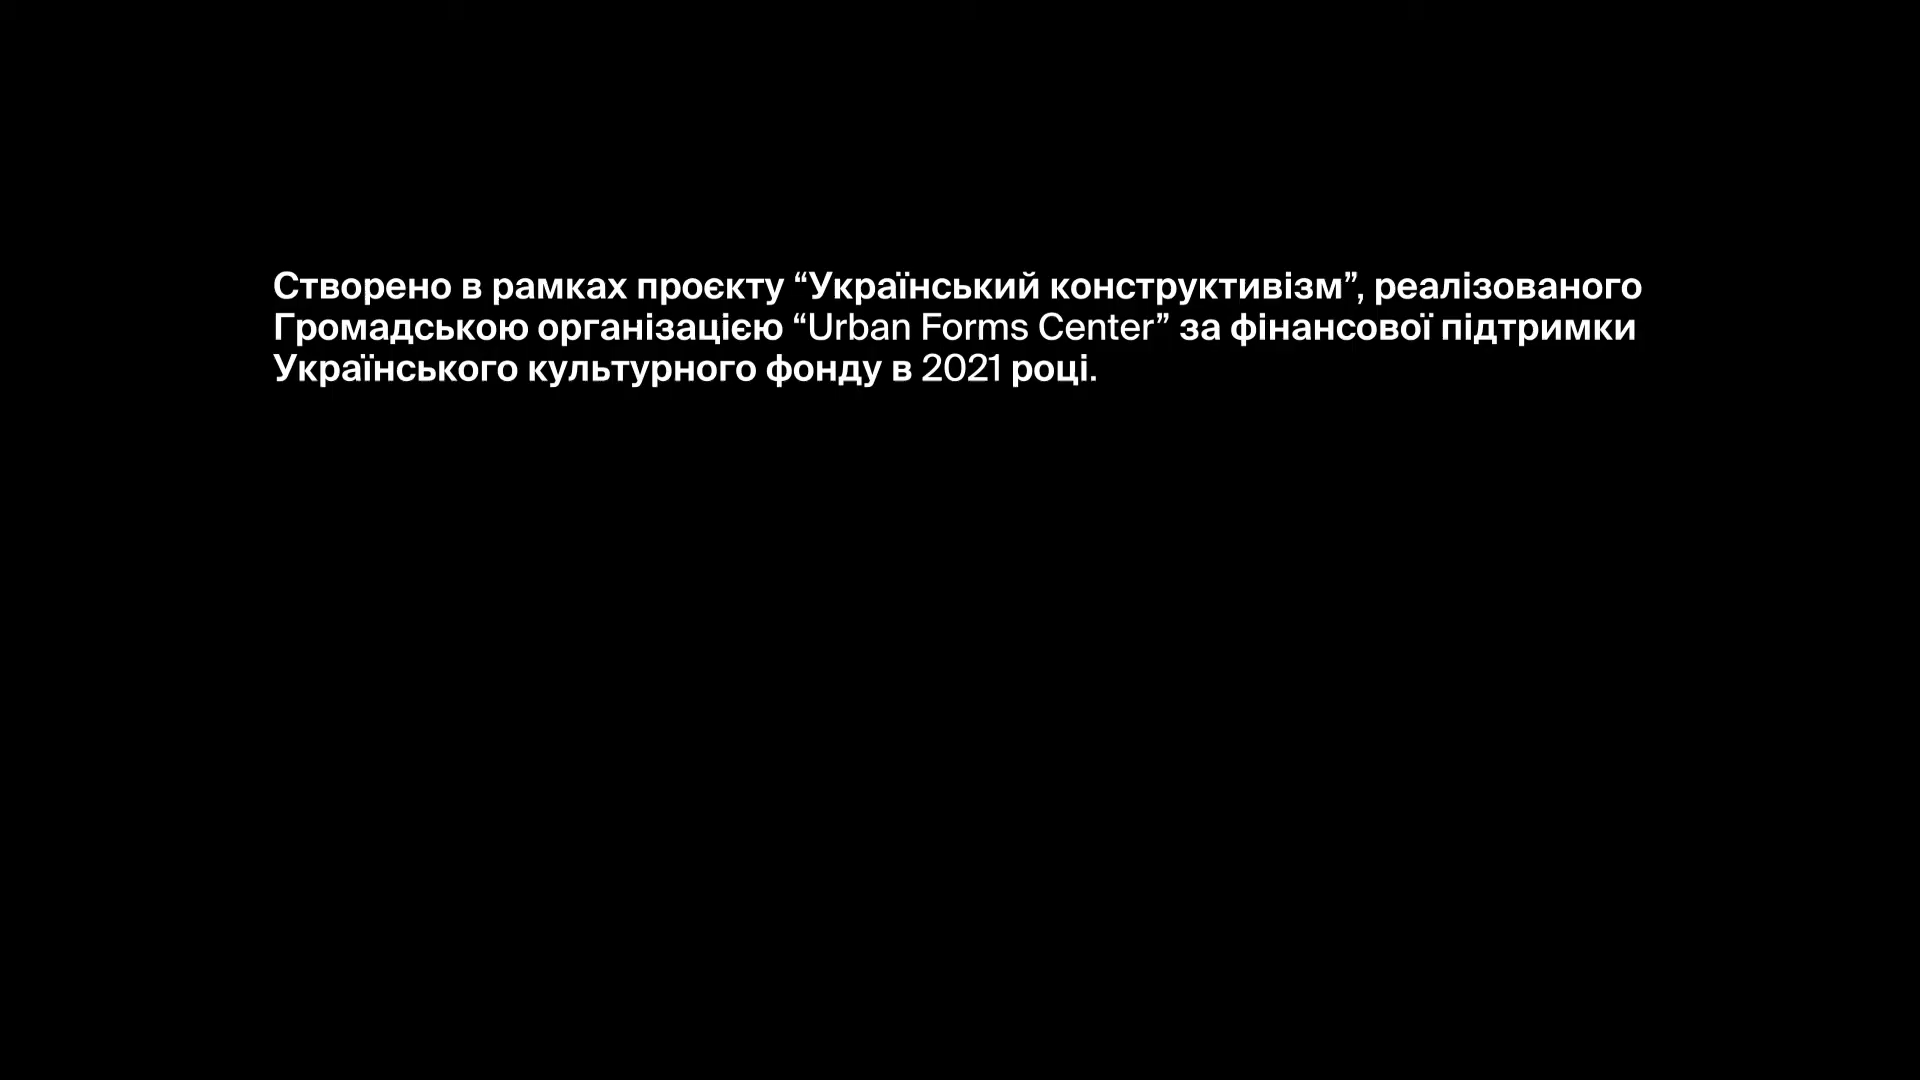 Створено в рамках проєкту “Український конструктивізм”, реалізованого
Громадською організацією “Urban Forms Center” за фінансової підтримки
Українського культурного фонду в 2021 році.